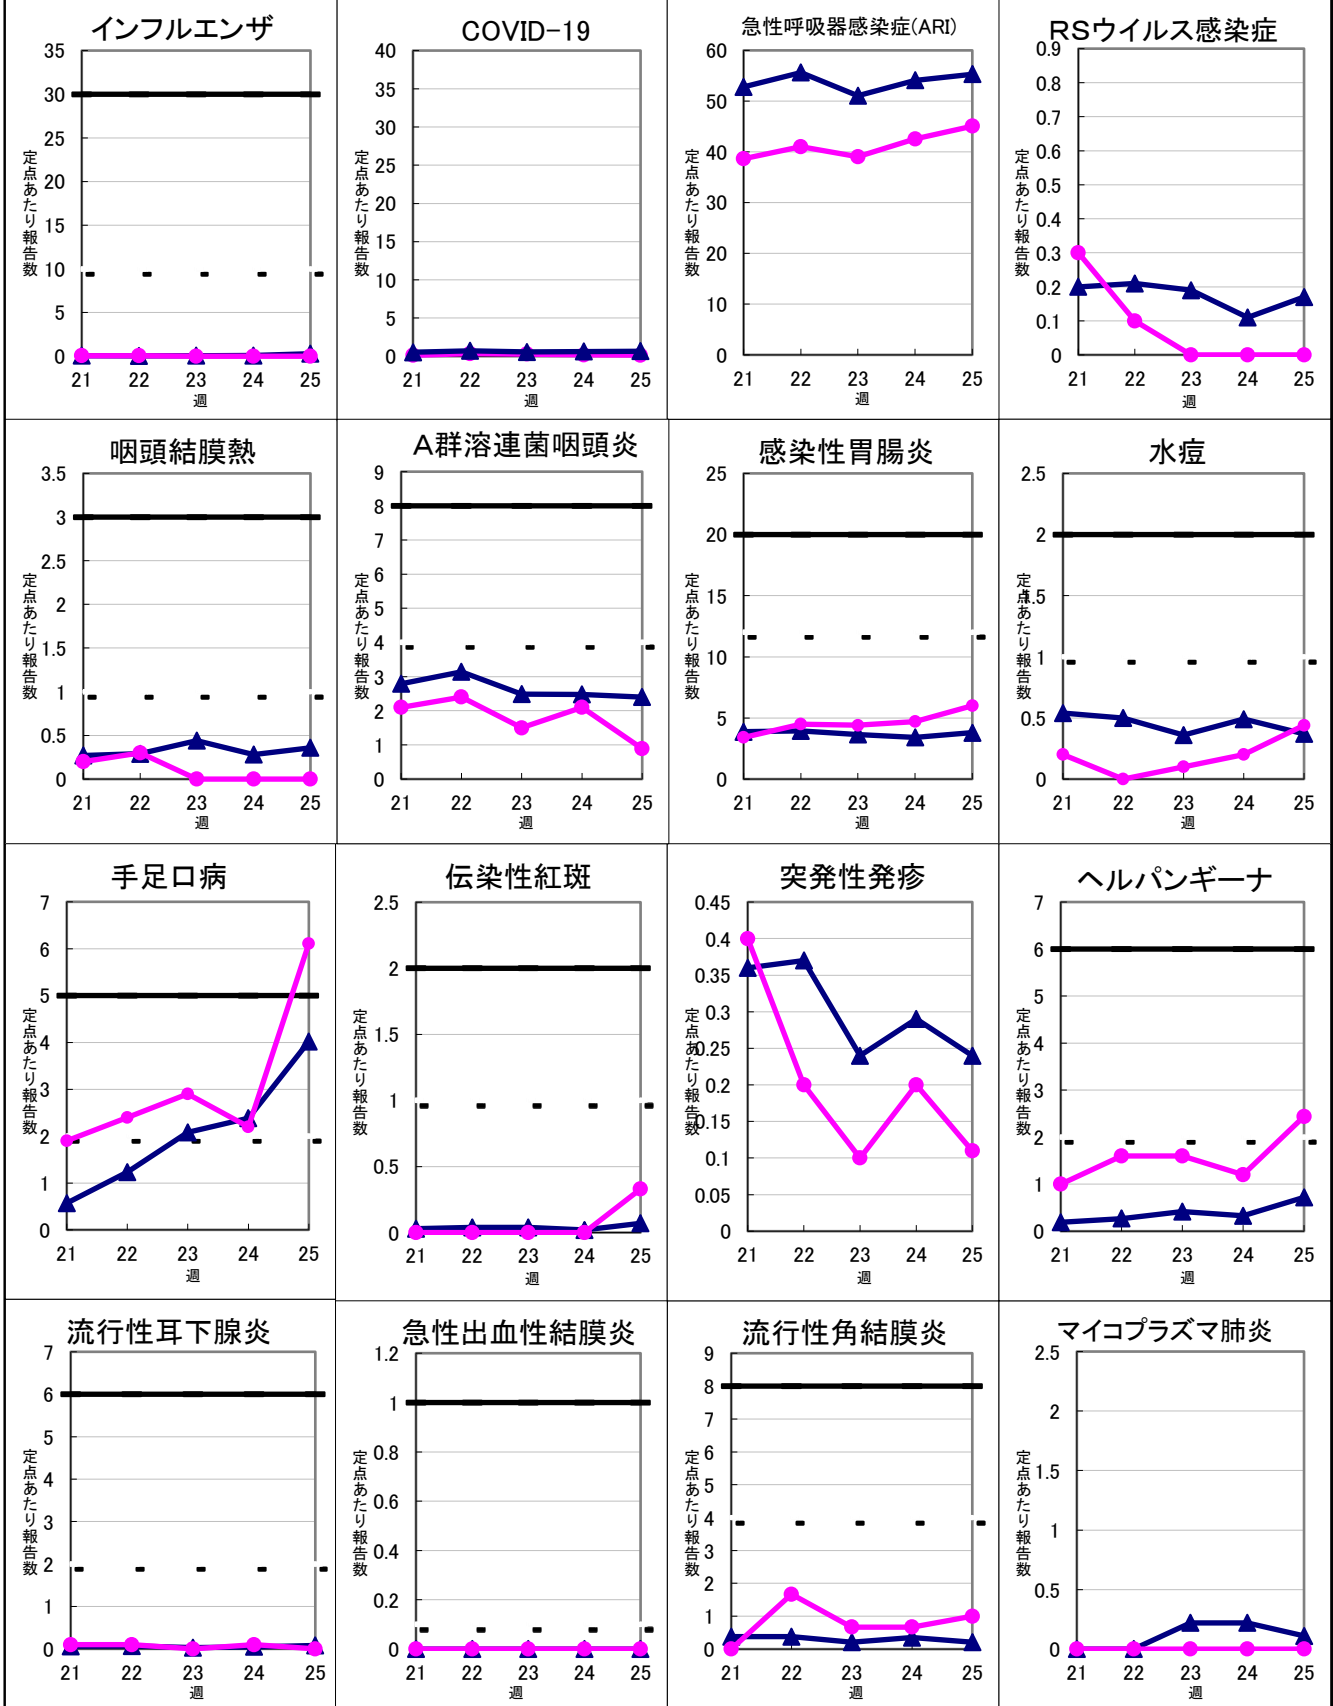 インフルエンザ
35
30
25
20
15
10
5
0
定点あたり報告数
21 22 23 24 25
週
COVID-19
40
35
30
25
20
15
10
5
0
定点あたり報告数
21 22 23 24 25
週
急性呼吸器感染症(ARI)
60
50
40
30
20
10
0
定点あたり報告数
21 22 23 24 25
週
RSウイルス感染症
0.9
0.8
0.7
0.6
0.5
0.4
0.3
0.2
0.1
0
定点あたり報告数
21 22 23 24 25
週
咽頭結膜熱
3.5
3
2.5
2
1.5
1
0.5
0
定点あたり報告数
21 22 23 24 25
週
A群溶連菌咽頭炎
9
8
7
6
5
4
3
2
1
0
定点あたり報告数
21 22 23 24 25
週
感染性胃腸炎
25
20
15
10
5
0
定点あたり報告数
21 22 23 24 25
週
水痘
2.5
2
1.5
1
0.5
0
定点あたり報告数
21 22 23 24 25
週
手足口病
7
6
5
4
3
2
1
0
定点あたり報告数
21 22 23 24 25
週
伝染性紅斑
2.5
2
1.5
1
0.5
0
定点あたり報告数
21 22 23 24 25
週
突発性発疹
0.45
0.4
0.35
0.3
0.25
0.2
0.15
0.1
0.05
0
定点あたり報告数
21 22 23 24 25
週
ヘルパンギーナ
7
6
5
4
3
2
1
0
定点あたり報告数
21 22 23 24 25
週
流行性耳下腺炎
7
6
5
4
3
2
1
0
定点あたり報告数
21 22 23 24 25
週
急性出血性結膜炎
1.2
1
0.8
0.6
0.4
0.2
0
定点あたり報告数
21 22 23 24 25
週
流行性角結膜炎
9
8
7
6
5
4
3
2
1
0
定点あたり報告数
21 22 23 24 25
週
マイコプラズマ肺炎
2.5
2
1.5
1
0.5
0
定点あたり報告数
21 22 23 24 25
週